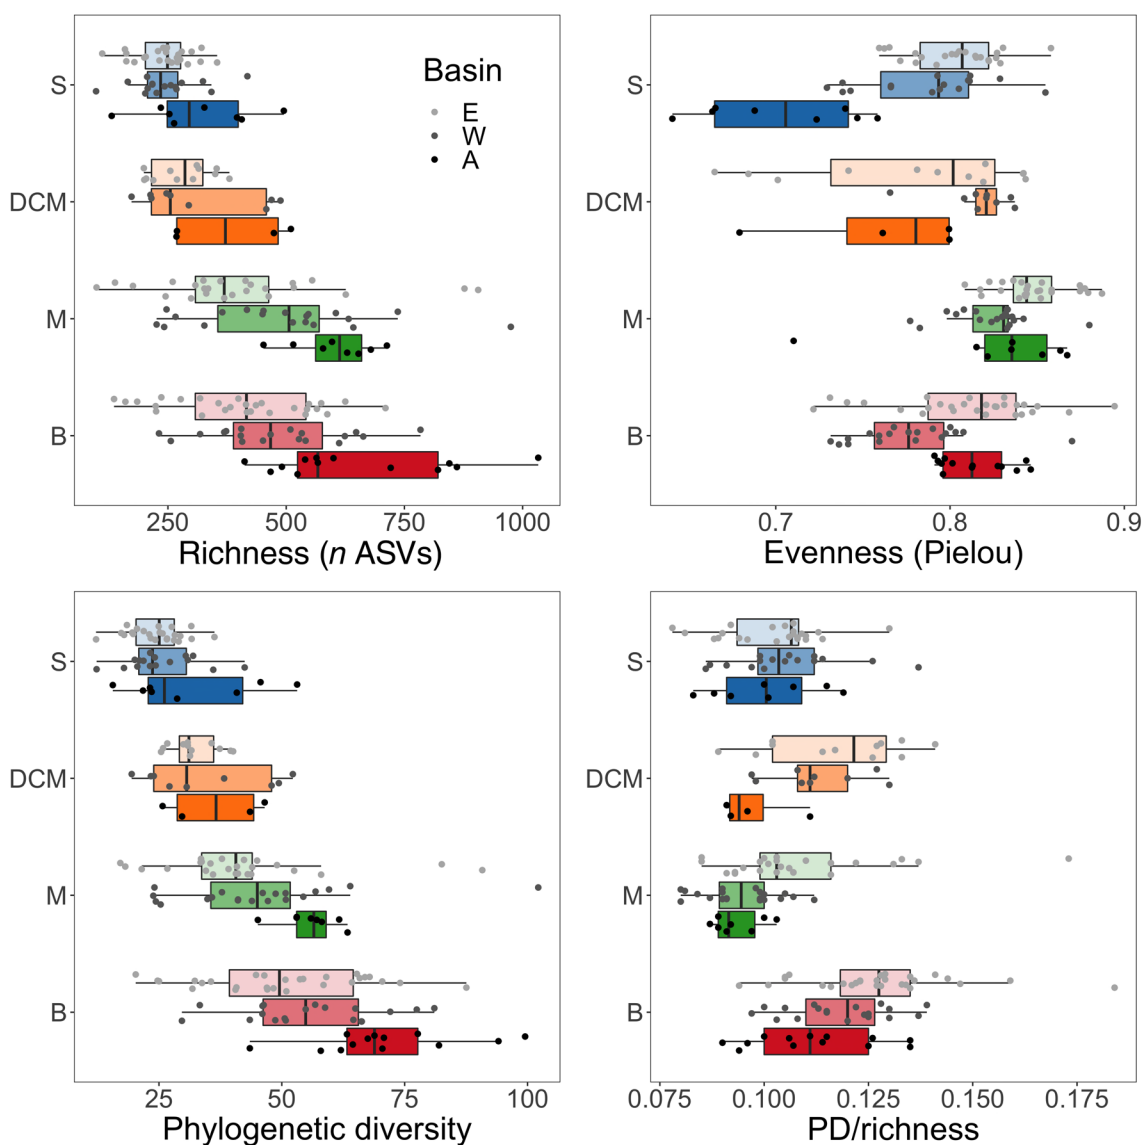 S
DCM
M
B
Basin
E
W
A
250
500
750
1000
Richness (n ASVs)
S
DCM
M
B
0.7
0.8
0.9
Evenness (Pielou)
S
DCM
M
B
25
50
75
100
Phylogenetic diversity
S
DCM
M
B
0.075
0.100
0.125
0.150
0.175
PD/richness